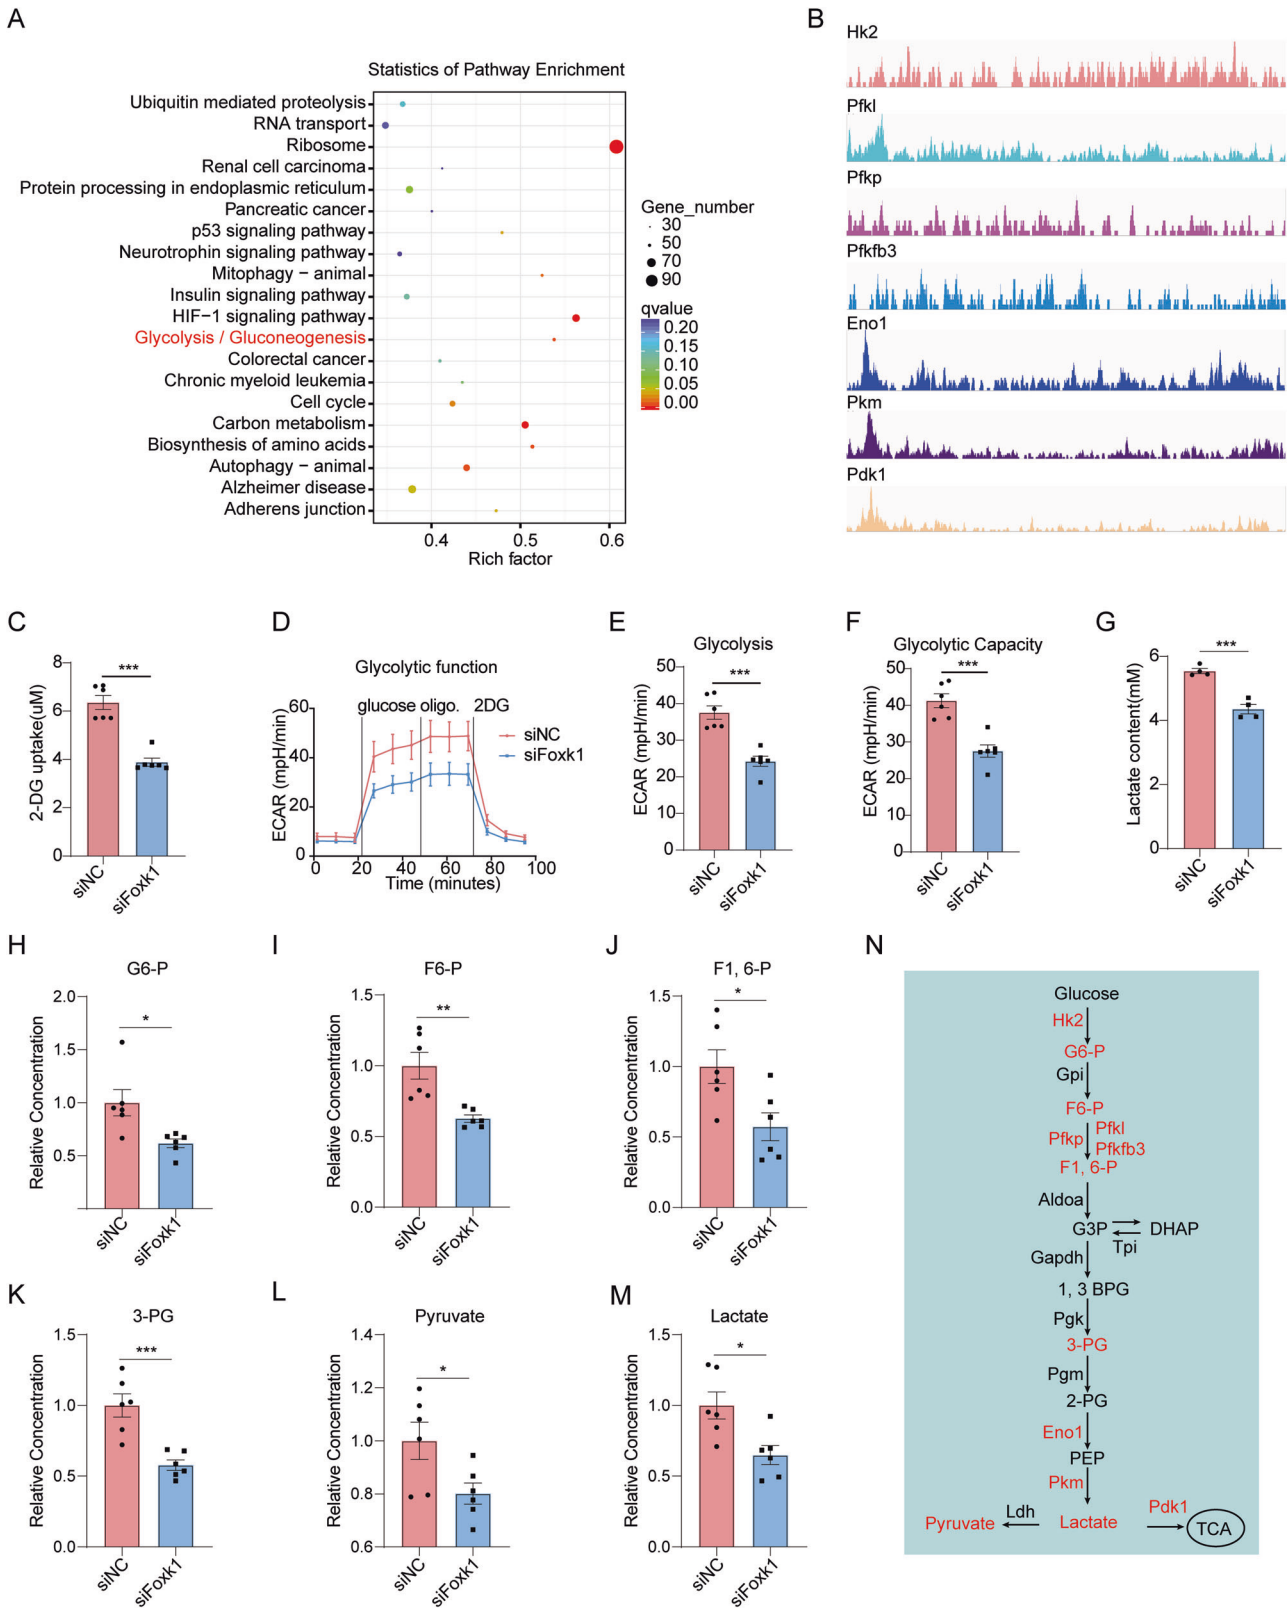 A
Statistics of Pathway Enrichment
Ubiquitin mediated proteolysis
RNA transport
Ribosome
Renal cell carcinoma
Protein processing in endoplasmic reticulum
Pancreatic cancer
p53 signaling pathway
Neurotrophin signaling pathway
Mitophagy − animal
Insulin signaling pathway
HIF−1 signaling pathway
Glycolysis / Gluconeogenesis
Colorectal cancer
Chronic myeloid leukemia
Cell cycle
Carbon metabolism
Biosynthesis of amino acids
Autophagy − animal
Alzheimer disease
Adherens junction
0.4 0.5 0.6
Rich factor
Gene_number
30
50
70
90
qvalue
0.20
0.15
0.10
0.05
0.00
B
Hk2
Pfkl
Pfkp
Pfkfb3
Eno1
Pkm
Pdk1
C
2-DG uptake(uM)
8
6
4
2
0
***
siNC
siFoxk1
D
Glycolytic function
glucose oligo. 2DG
ECAR (mpH/min)
60
40
20
0
0 20 40 60 80 100
Time (minutes)
siNC
siFoxk1
E
Glycolysis
ECAR (mpH/min)
50
40
30
20
10
0
***
siNC
siFoxk1
F
Glycolytic Capacity
ECAR (mpH/min)
50
40
30
20
10
0
***
siNC
siFoxk1
G
Lactate content(mM)
6
4
2
0
***
siNC
siFoxk1
H
G6-P
Relative Concentration
2.0
1.5
1.0
0.5
*
siNC
siFoxk1
I
F6-P
Relative Concentration
1.5
1.0
0.5
0.0
**
siNC
siFoxk1
J
F1, 6-P
Relative Concentration
1.5
1.0
0.5
0.0
*
siNC
siFoxk1
K
3-PG
Relative Concentration
1.5
1.0
0.5
0.0
***
siNC
siFoxk1
L
Pyruvate
Relative Concentration
1.4
1.2
1.0
0.8
0.6
*
siNC
siFoxk1
M
Lactate
Relative Concentration
1.5
1.0
0.5
0.0
*
siNC
siFoxk1
N
Glucose
Hk2
G6-P
Gpi
F6-P
Pfkp
Pfkl
Pfkfb3
F1, 6-P
Aldoa
G3P
DHAP
Tpi
Gapdh
1, 3 BPG
Pgk
3-PG
Pgm
2-PG
Eno1
PEP
Pkm
Pyruvate
Ldh
Lactate
Pdk1
TCA